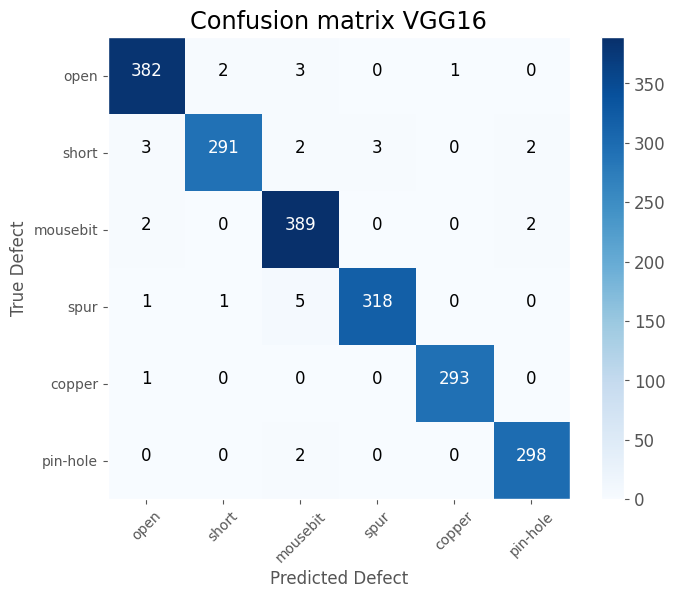 Confusion matrix VGG16
True Defect
open 382 2 3 0 1 0
short 3 291 2 3 0 2
mousebit 2 0 389 0 0 2
spur 1 1 5 318 0 0
copper 1 0 0 0 293 0
pin-hole 0 0 2 0 0 298
open short mousebit spur copper pin-hole
Predicted Defect
350
300
250
200
150
100
50
0